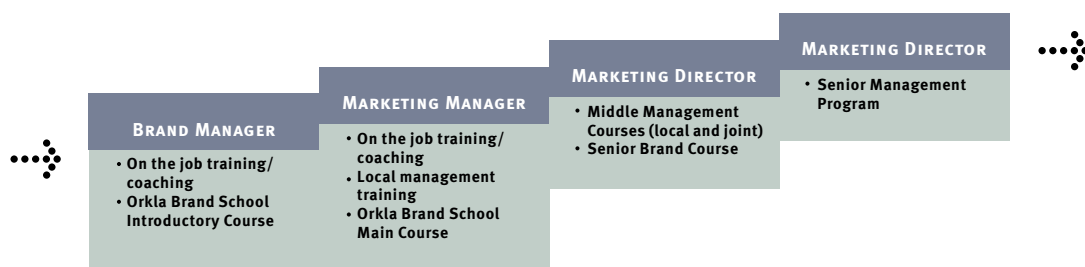 BRAND MANAGER
• On the job training/
coaching
• Orkla Brand School
Introductory Course
MARKETING MANAGER
• On the job training/
coaching
• Local management
training
• Orkla Brand School
Main Course
MARKETING DIRECTOR
• Middle Management
Courses (local and joint)
• Senior Brand Course
MARKETING DIRECTOR
• Senior Management
Program